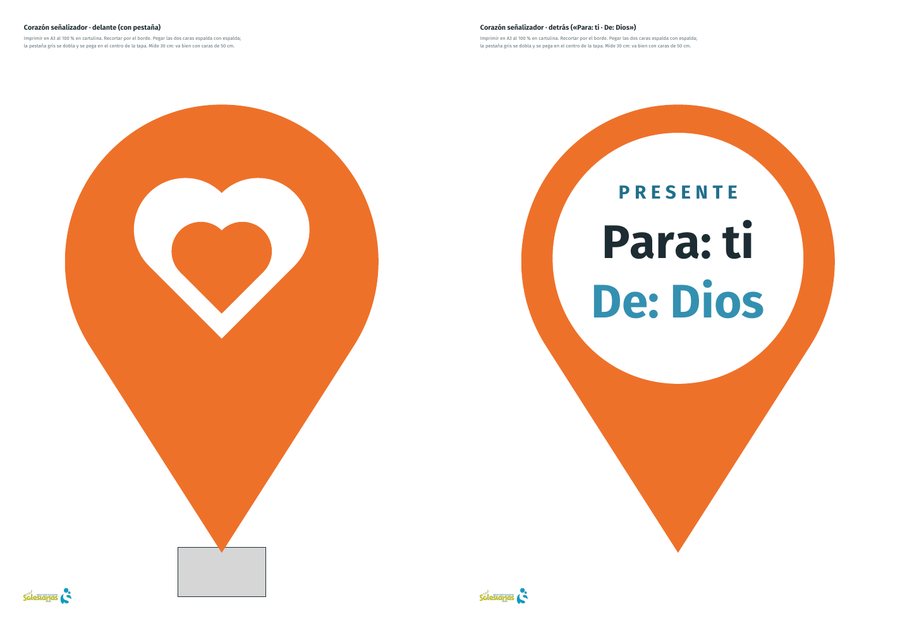 Corazón señalizador · delante (con pestaña)
Imprimir en A3 al 100 % en cartulina. Recortar por el borde. Pegar las dos caras espalda con espalda;
la pestaña gris se dobla y se pega en el centro de la tapa. Mide 30 cm: va bien con caras de 50 cm.
Salesianas
Corazón señalizador · detrás («Para: ti · De: Dios»)
Imprimir en A3 al 100 % en cartulina. Recortar por el borde. Pegar las dos caras espalda con espalda;
la pestaña gris se dobla y se pega en el centro de la tapa. Mide 30 cm: va bien con caras de 50 cm.
PRESENTE
Para: ti
De: Dios
Salesianas